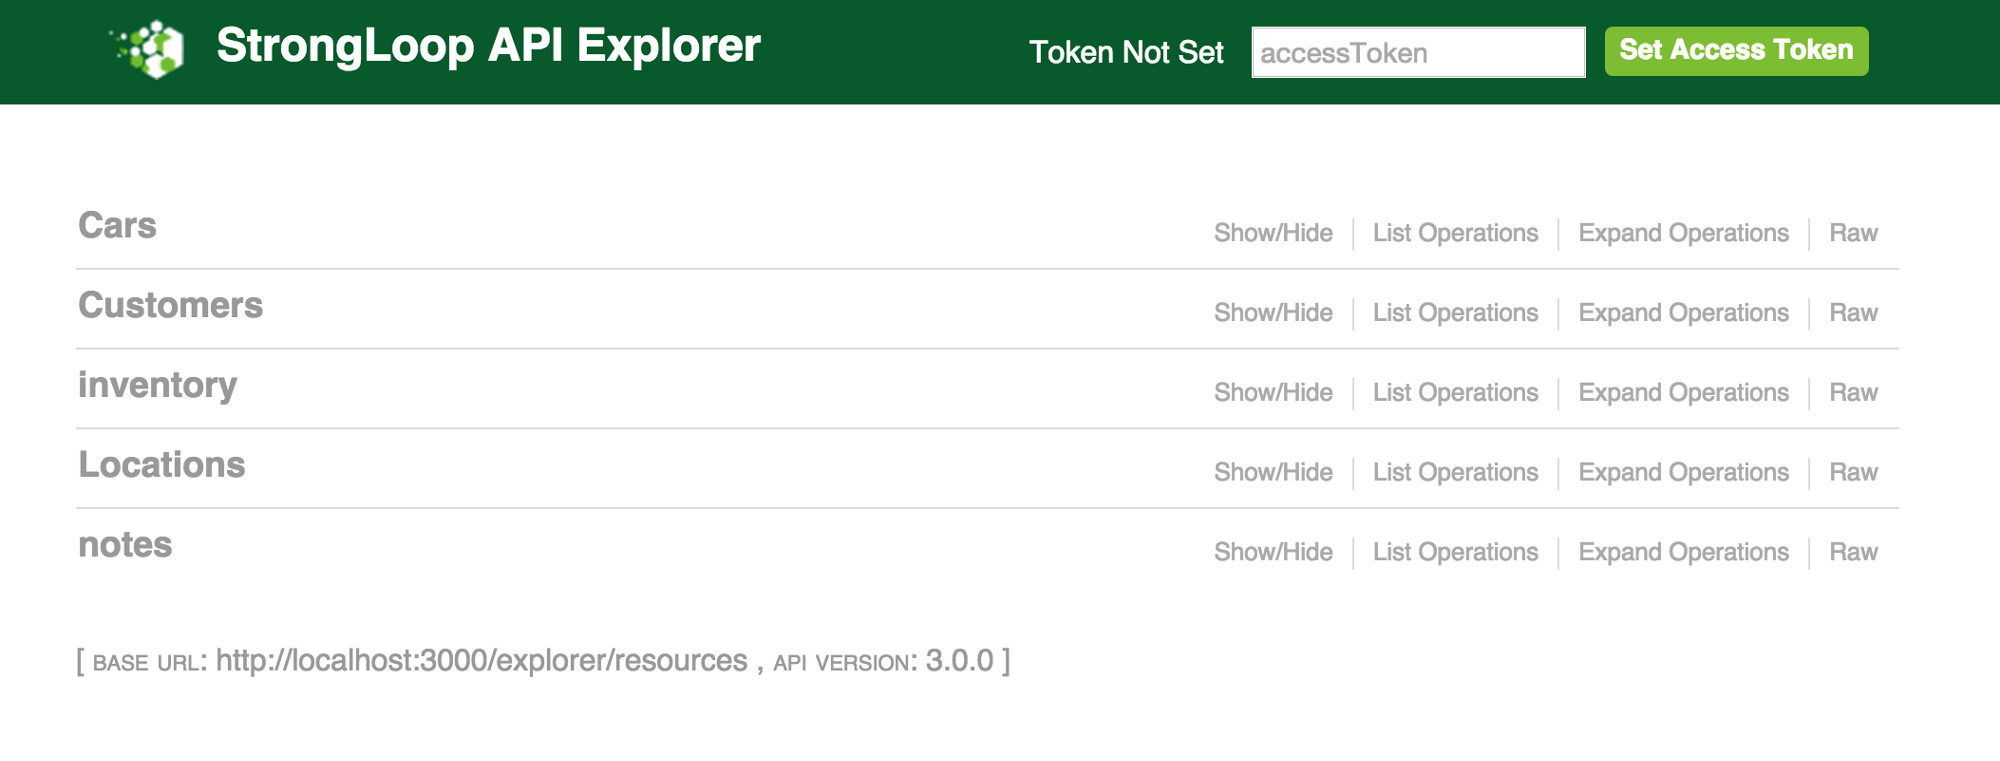 StrongLoop API Explorer Token Not Set accessToken Set Access Token
Cars Show/Hide List Operations Expand Operations Raw
Customers Show/Hide List Operations Expand Operations Raw
inventory Show/Hide List Operations Expand Operations Raw
Locations Show/Hide List Operations Expand Operations Raw
notes Show/Hide List Operations Expand Operations Raw
[ BASE URL: http://localhost:3000/explorer/resources , API VERSION: 3.0.0 ]